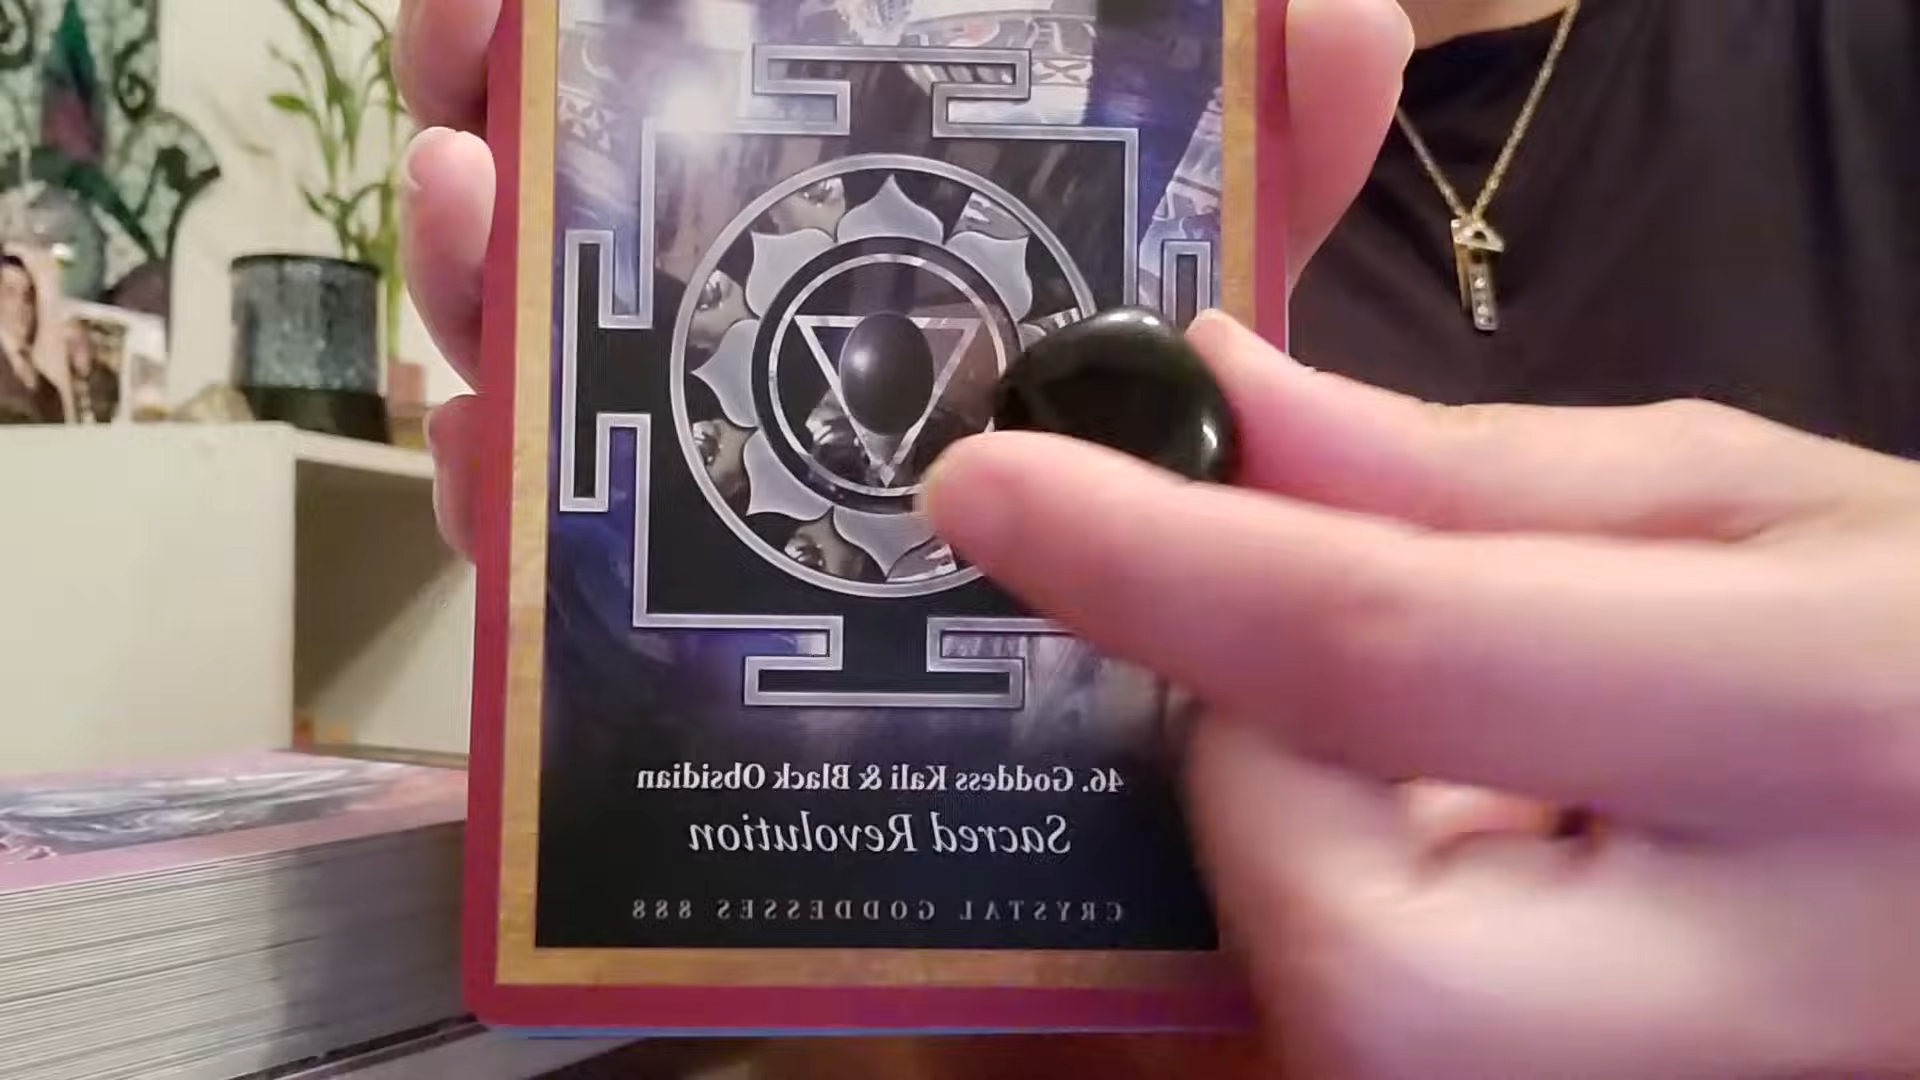 46. Goddess Kali & Black Obsidian
Sacred Revolution
CRYSTAL GODDESSES 888